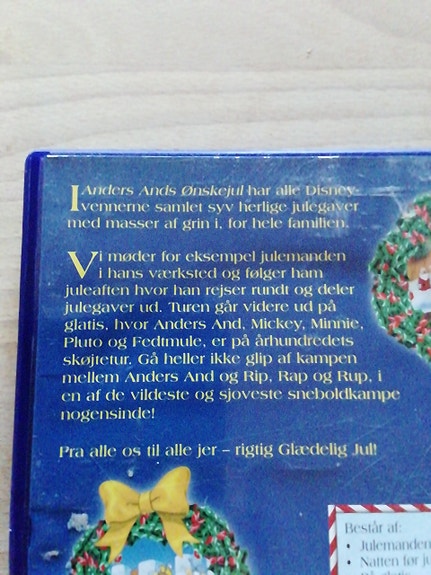 I Anders Ands Ønskejul har alle Disney-
vennerne samlet syv herlige julegaver
med masser af grin i, for hele familien.
Vi møder for eksempel julemanden
i hans værksted og følger ham
juleaften hvor han rejser rundt og deler
julegaver ud. Turen går videre ud på
glatis, hvor Anders And, Mickey, Minnie,
Pluto og Fedtmule, er på århundredets
skøjtetur. Gå heller ikke glip af kampen
mellem Anders And og Rip, Rap og Rup, i
en af de vildeste og sjoveste sneboldkampe
nogensinde!
Fra alle os til alle jer – rigtig Glædelig Jul!
Består af:
• Julemanden
• Natten før ju